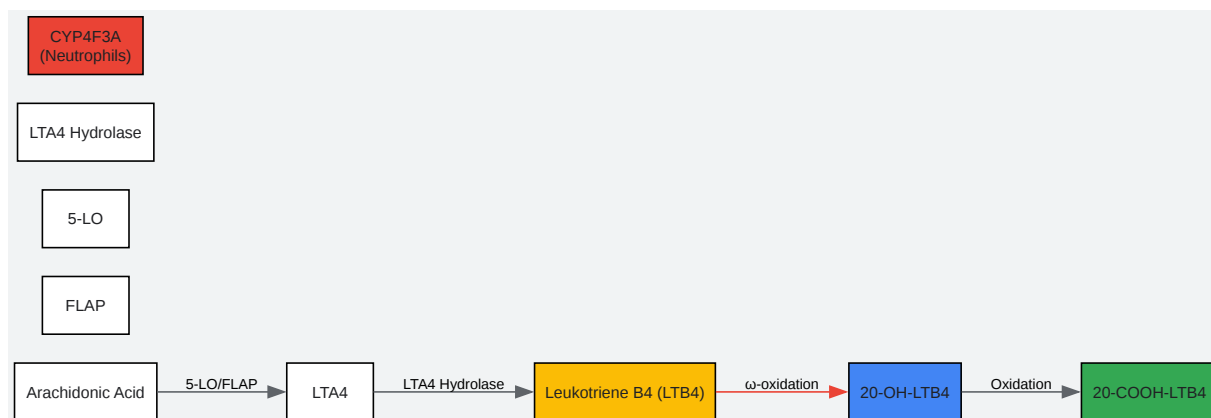 CYP4F3A
(Neutrophils)
LTA4 Hydrolase
5-LO
FLAP
Arachidonic Acid
5-LO/FLAP
LTA4
LTA4 Hydrolase
Leukotriene B4 (LTB4)
ω-oxidation
20-OH-LTB4
Oxidation
20-COOH-LTB4